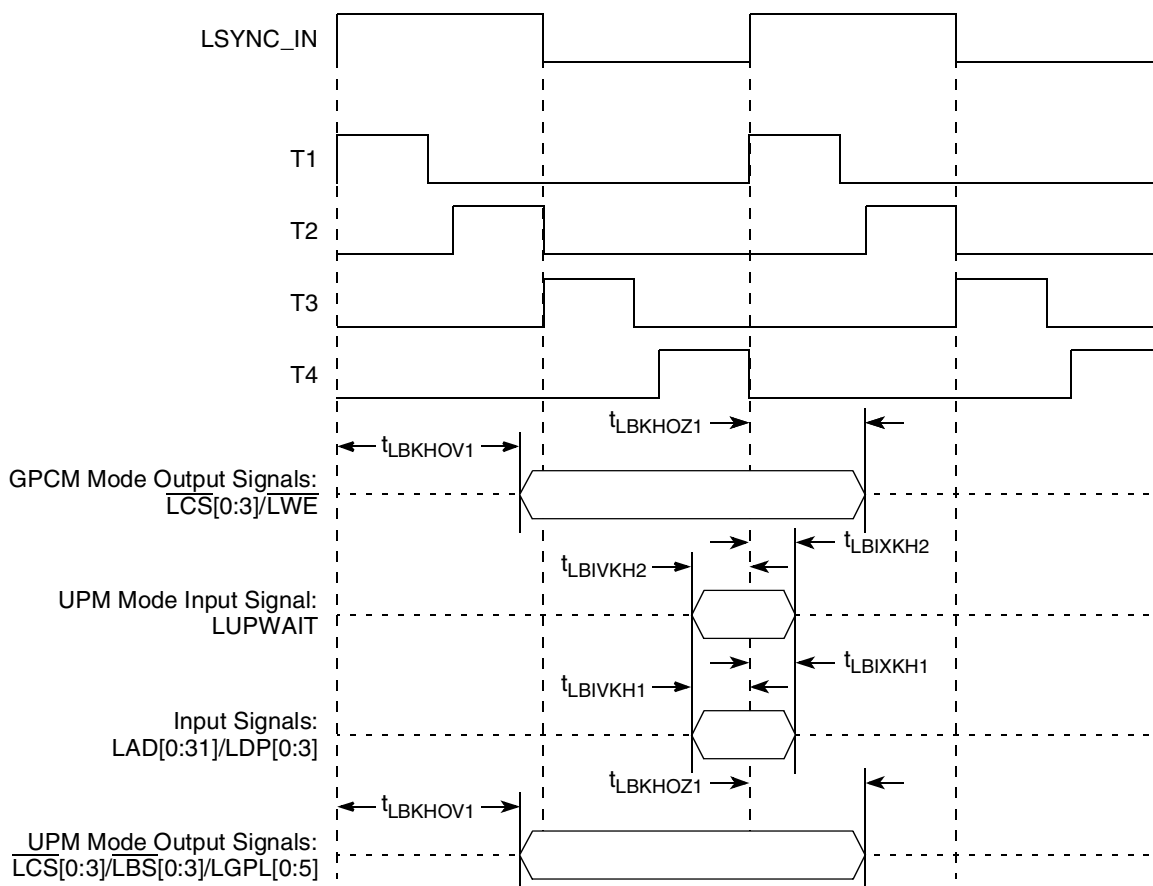 LSYNC_IN
T1
T2
T3
T4
tLBKHOZ1
tLBKHOV1
GPCM Mode Output Signals:
LCS[0:3]/LWE
tLBIXKH2
tLBIVKH2
UPM Mode Input Signal:
LUPWAIT
tLBIXKH1
tLBIVKH1
Input Signals:
LAD[0:31]/LDP[0:3]
tLBKHOZ1
tLBKHOV1
UPM Mode Output Signals:
LCS[0:3]/LBS[0:3]/LGPL[0:5]